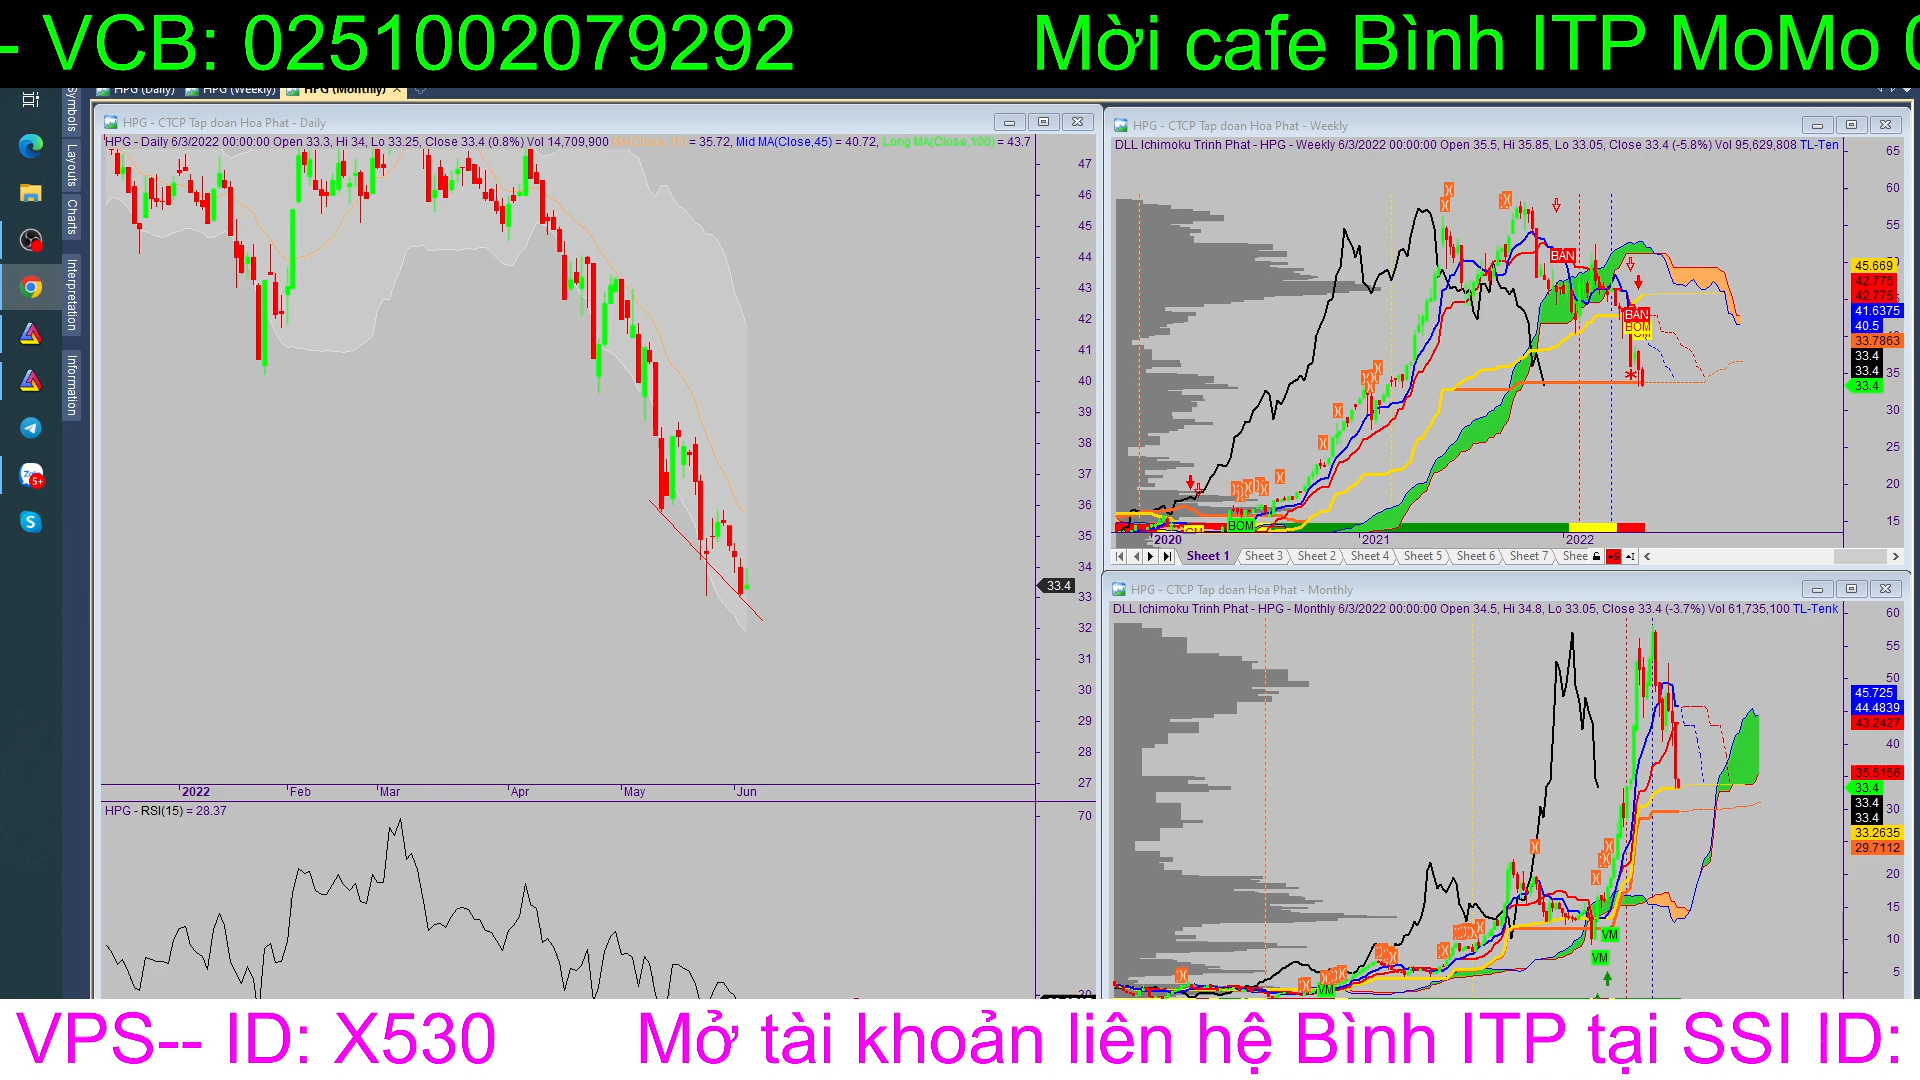 - VCB: 0251002079292 Mời cafe Bình ITP MoMo 0
HPG (Daily) HPG (Weekly) HPG (Monthly)
Symbols
Layouts
Charts
Interpretation
Information
HPG - CTCP Tap doan Hoa Phat - Daily
HPG - Daily 6/3/2022 00:00:00 Open 33.3, Hi 34, Lo 33.25, Close 33.4 (0.8%) Vol 14,709,900 MA(Close,15) = 35.72, Mid MA(Close,45) = 40.72, Long MA(Close,100) = 43.7
47
46
45
44
43
42
41
40
39
38
37
36
35
34
33.4
33
32
31
30
29
28
27
2022 Feb Mar Apr May Jun
HPG - RSI(15) = 28.37
70
HPG - CTCP Tap doan Hoa Phat - Weekly
DLL Ichimoku Trinh Phat - HPG - Weekly 6/3/2022 00:00:00 Open 35.5, Hi 35.85, Lo 33.05, Close 33.4 (-5.8%) Vol 95,629,808 TL-Ten
65
60
55
45.669
42.775
42.775
41.6375
40.5
33.7863
33.4
33.4
33.4
35
30
25
20
15
BAN
BAN
BOM
BOM
2020 2021 2022
Sheet 1 Sheet 3 Sheet 2 Sheet 4 Sheet 5 Sheet 6 Sheet 7 Shee
HPG - CTCP Tap doan Hoa Phat - Monthly
DLL Ichimoku Trinh Phat - HPG - Monthly 6/3/2022 00:00:00 Open 34.5, Hi 34.8, Lo 33.05, Close 33.4 (-3.7%) Vol 61,735,100 TL-Tenk
60
55
50
45.725
44.4839
43.2427
40
35.5156
33.4
33.4
33.4
30
33.2635
29.7112
20
15
10
5
VM
VM
VM
VPS-- ID: X530 Mở tài khoản liên hệ Bình ITP tại SSI ID: